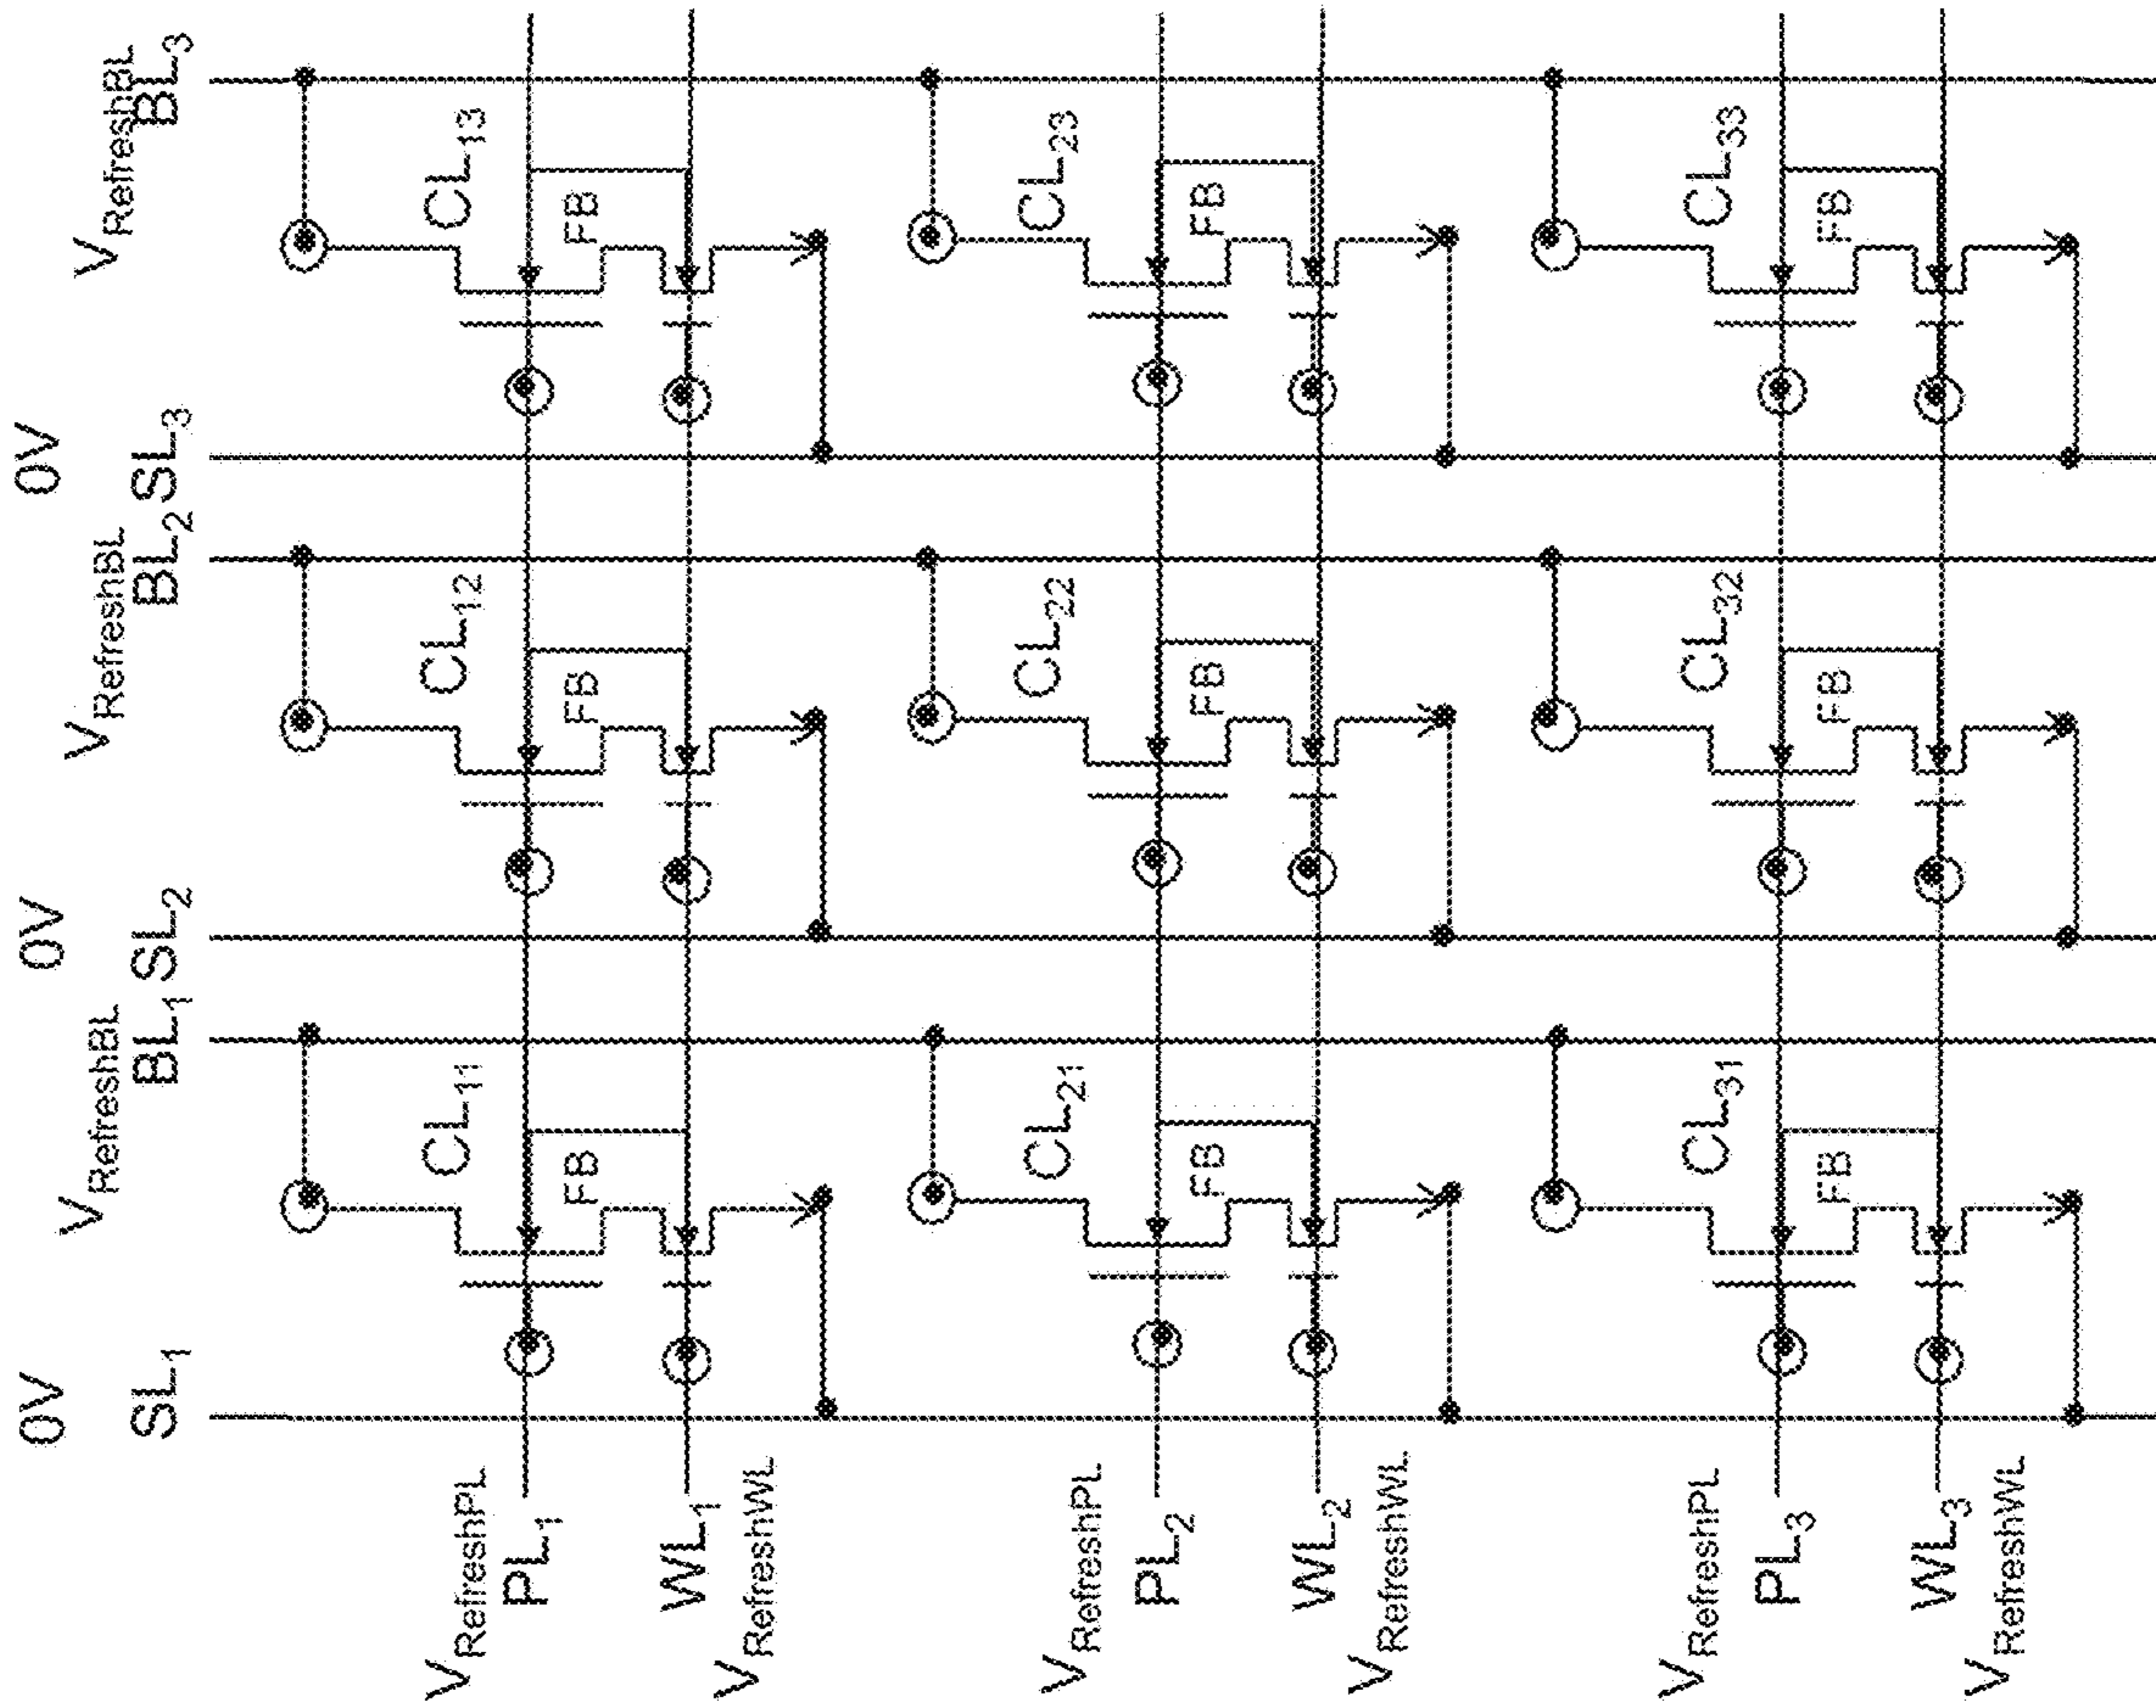 0V 0V 0V
V_RefreshBL V_RefreshBL V_RefreshBL
SL₁ BL₁ SL₂ BL₂ SL₃ BL₃
CL₁₁ CL₁₂ CL₁₃
V_RefreshPL
PL₁
FB FB FB
WL₁
V_RefreshWL
CL₂₁ CL₂₂ CL₂₃
V_RefreshPL
PL₂
FB FB FB
WL₂
V_RefreshWL
CL₃₁ CL₃₂ CL₃₃
V_RefreshPL
PL₃
FB FB FB
WL₃
V_RefreshWL